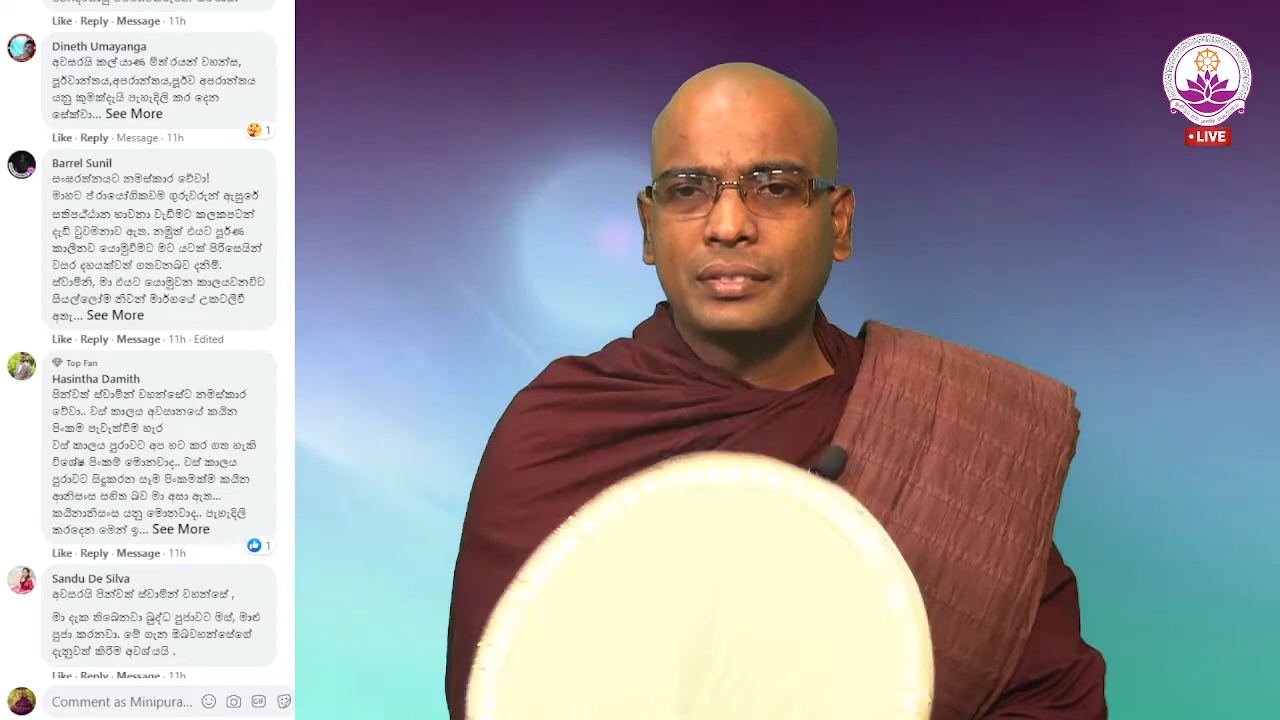 Like · Reply · Message · 11h
Dineth Umayanga
අවසරයි කල් යාණ මිත් රයන් වහන්ස,
පූර්වාන්තය,අපරාන්තය,පූර්ව අපරාන්තය
යනු කුමක්දැයි පැහැදිලි කර දෙන
සේක්වා... See More
Like · Reply · Message · 11h
1
Barrel Sunil
සංඝරත්නයට නමස්කාර වේවා!
මාහට ප් රායෝගිකවම ගුරුවරුන් ඇසුරේ
සතිපඨ්ඨාන භාවනා වැඩීමට කලකපටන්
දැඩි වුවමනාව ඇත. නමුත් එයට පූර්ණ
කාලීනව යොමුවීමට මට යටත් පිරිසෙයින්
වසර දහයක්වත් ගතවනබව දනිමි.
ස්වාමිනි, මා එයට යොමුවන කාලයවනවිට
සියල්ලෝම නිවන් මාර්ගයේ උකටලීවී
අතැ... See More
Like · Reply · Message · 11h · Edited
Top Fan
Hasintha Damith
පින්වත් ස්වාමින් වහන්සේට නමස්කාර
වේවා.. වස් කාලය අවසානයේ කඨින
පිංකම පැවැත්වීම හැර
වස් කාලය පුරාවට අප හට කර ගත හැකි
විශේෂ පිංකම් මොනවාද.. වස් කාලය
පුරාවට සිදුකරන සෑම පිංකමක්ම කඨින
ආනිසංස සහිත බව මා අසා ඇත...
කඨිනානිසංස යනු මොනවාද.. පැහැදිලි
කරදෙන මෙන් ඉ... See More
1
Like · Reply · Message · 11h
Sandu De Silva
අවසරයි පින්වත් ස්වාමින් වහන්සේ ,
මා දැක තිබෙනවා බුද්ධ පූජාවට මස්, මාළු
පූජා කරනවා. මේ ගැන ඔබවහන්සේගේ
දැනුවත් කිරීම අවශ් යයි .
Like · Reply · Message · 11h
Comment as Minipura...
GIF
• LIVE